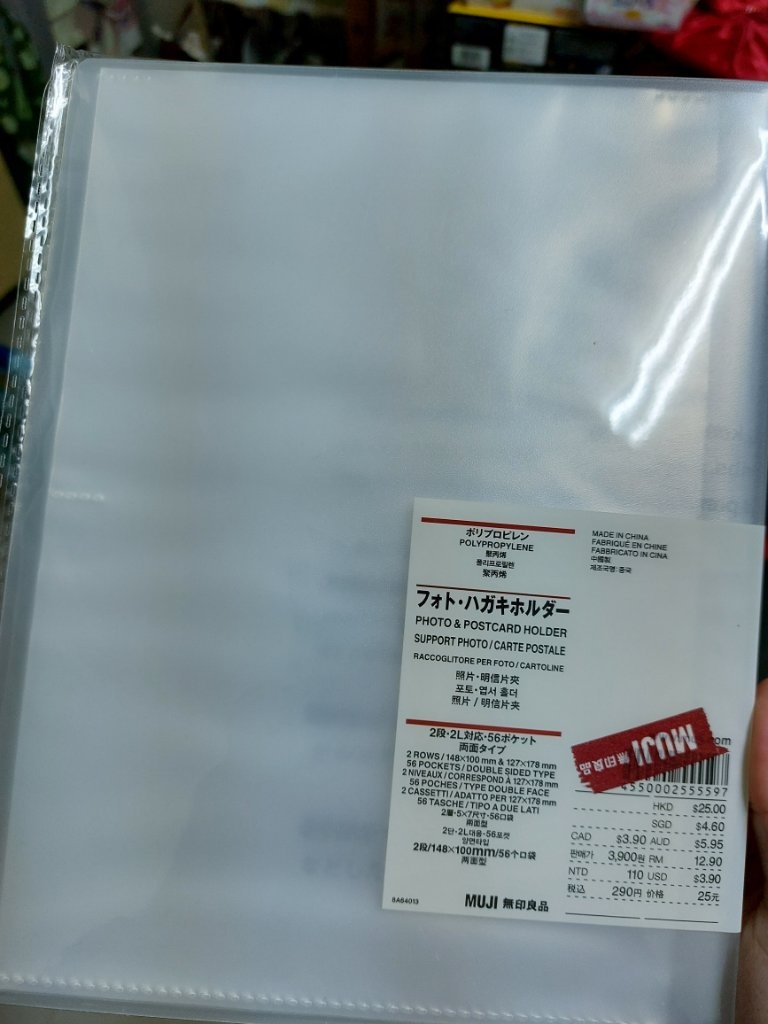 ポリプロピレン
POLYPROPYLENE
聚丙烯
폴리프로필렌
聚丙烯
フォト・ハガキホルダー
PHOTO & POSTCARD HOLDER
SUPPORT PHOTO / CARTE POSTALE
RACCOGLITORE PER FOTO / CARTOLINE
照片・明信片夾
포토・엽서 홀더
照片 / 明信片夹
2段・2L対応・56ポケット
両面タイプ
2 ROWS / 148×100 mm & 127×178 mm
56 POCKETS / DOUBLE SIDED TYPE
2 NIVEAUX / CORRESPOND À 127×178 mm
56 POCHES / TYPE DOUBLE FACE
2 CASSETTI / ADATTO PER 127×178 mm
56 TASCHE / TIPO A DUE LATI
2層・5×7尺寸・56口袋
兩面型
2단・2L대응・56포켓
양면타입
2段/148×100mm/56个口袋
两面型
8A64013
MUJI 無印良品
MADE IN CHINA
FABRIQUÉ EN CHINE
FABBRICATO IN CINA
中國製
제조국명: 중국
MUJI 無印良品
com
4550002555597
HKD $25.00
SGD $4.60
CAD $3.90 AUD $5.95
판매가 3,900원 RM 12.90
NTD 110 USD $3.90
税込 290円 价格 25元